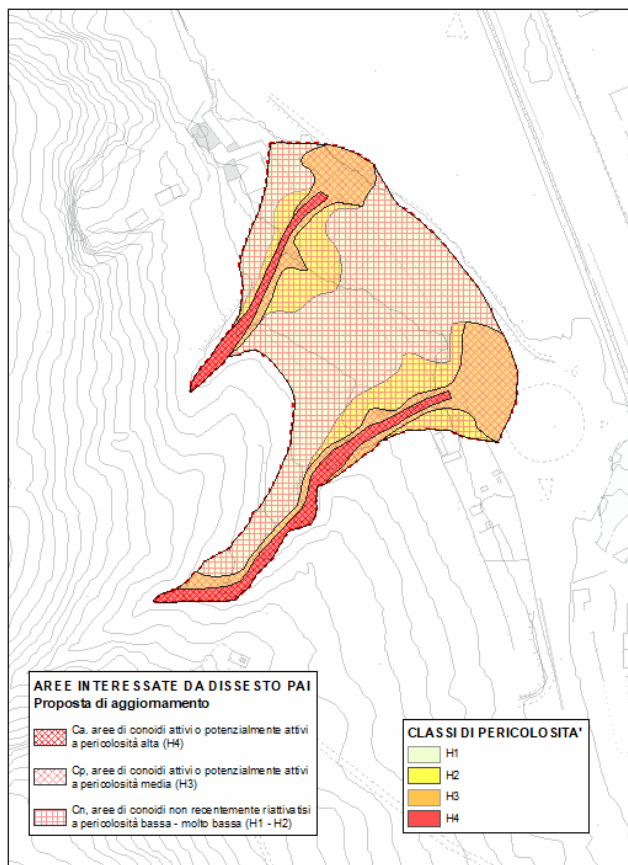 AREE INTERESSATE DA DISSESTO PAI
Proposta di aggiornamento
Ca, aree di conoidi attivi o potenzialmente attivi
a pericolosità alta (H4)
Cp, aree di conoidi attivi o potenzialmente attivi
a pericolosità media (H3)
Cn, aree di conoidi non recentemente riattivatisi
a pericolosità bassa - molto bassa (H1 - H2)
CLASSI DI PERICOLOSITA'
H1
H2
H3
H4